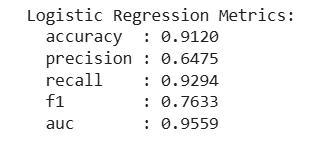 Logistic Regression Metrics:
accuracy : 0.9120
precision : 0.6475
recall : 0.9294
f1 : 0.7633
auc : 0.9559